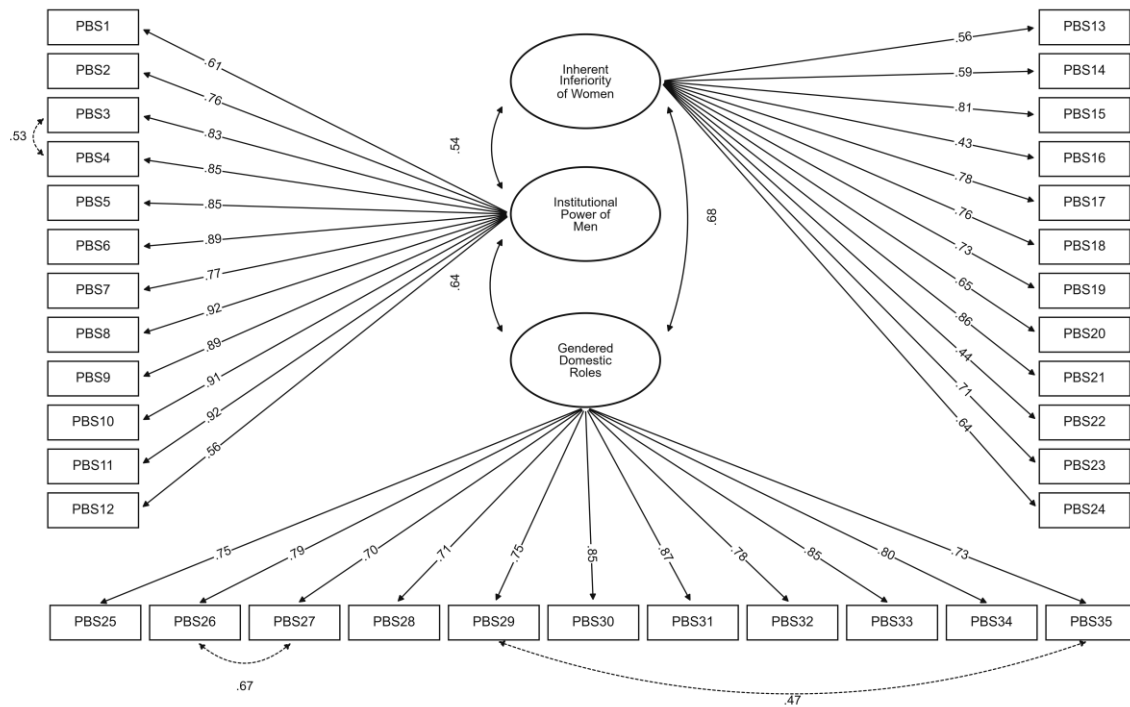 PBS1
PBS2
PBS3
PBS4
PBS5
PBS6
PBS7
PBS8
PBS9
PBS10
PBS11
PBS12
.53
.61
.76
.83
.85
.85
.89
.77
.92
.89
.91
.92
.56
Inherent
Inferiority
of Women
Institutional
Power of
Men
Gendered
Domestic
Roles
.54
.64
.68
.56
.59
.81
.43
.78
.76
.73
.65
.86
.44
.71
.64
PBS13
PBS14
PBS15
PBS16
PBS17
PBS18
PBS19
PBS20
PBS21
PBS22
PBS23
PBS24
.75
.79
.70
.71
.75
.85
.87
.78
.85
.80
.73
PBS25
PBS26
PBS27
PBS28
PBS29
PBS30
PBS31
PBS32
PBS33
PBS34
PBS35
.67
.47